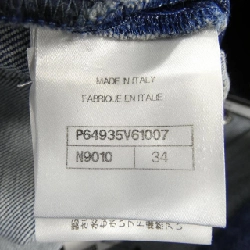 MADE IN ITALY
FABRIQUE EN ITALIE
P64935V61007
N9010 34